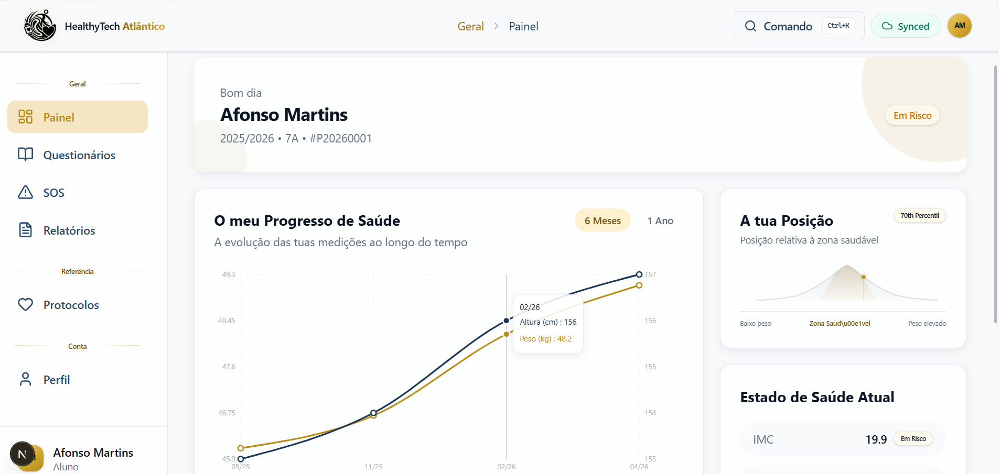 HealthyTech Atlântico
Geral > Painel
Comando Ctrl+K
Synced
AM
Geral
Painel
Questionários
SOS
Relatórios
Referência
Protocolos
Conta
Perfil
N
Afonso Martins
Aluno
Bom dia
Afonso Martins
2025/2026 • 7A • #P20260001
Em Risco
O meu Progresso de Saúde
6 Meses
1 Ano
A evolução das tuas medições ao longo do tempo
49.3
48.45
47.6
46.75
45.9
157
156
155
154
153
05/25
11/25
02/26
04/26
02/26
Altura (cm) : 156
Peso (kg) : 48.2
A tua Posição
70th Percentil
Posição relativa à zona saudável
Baixo peso
Zona Saud\u00e1vel
Peso elevado
Estado de Saúde Atual
IMC
19.9
Em Risco